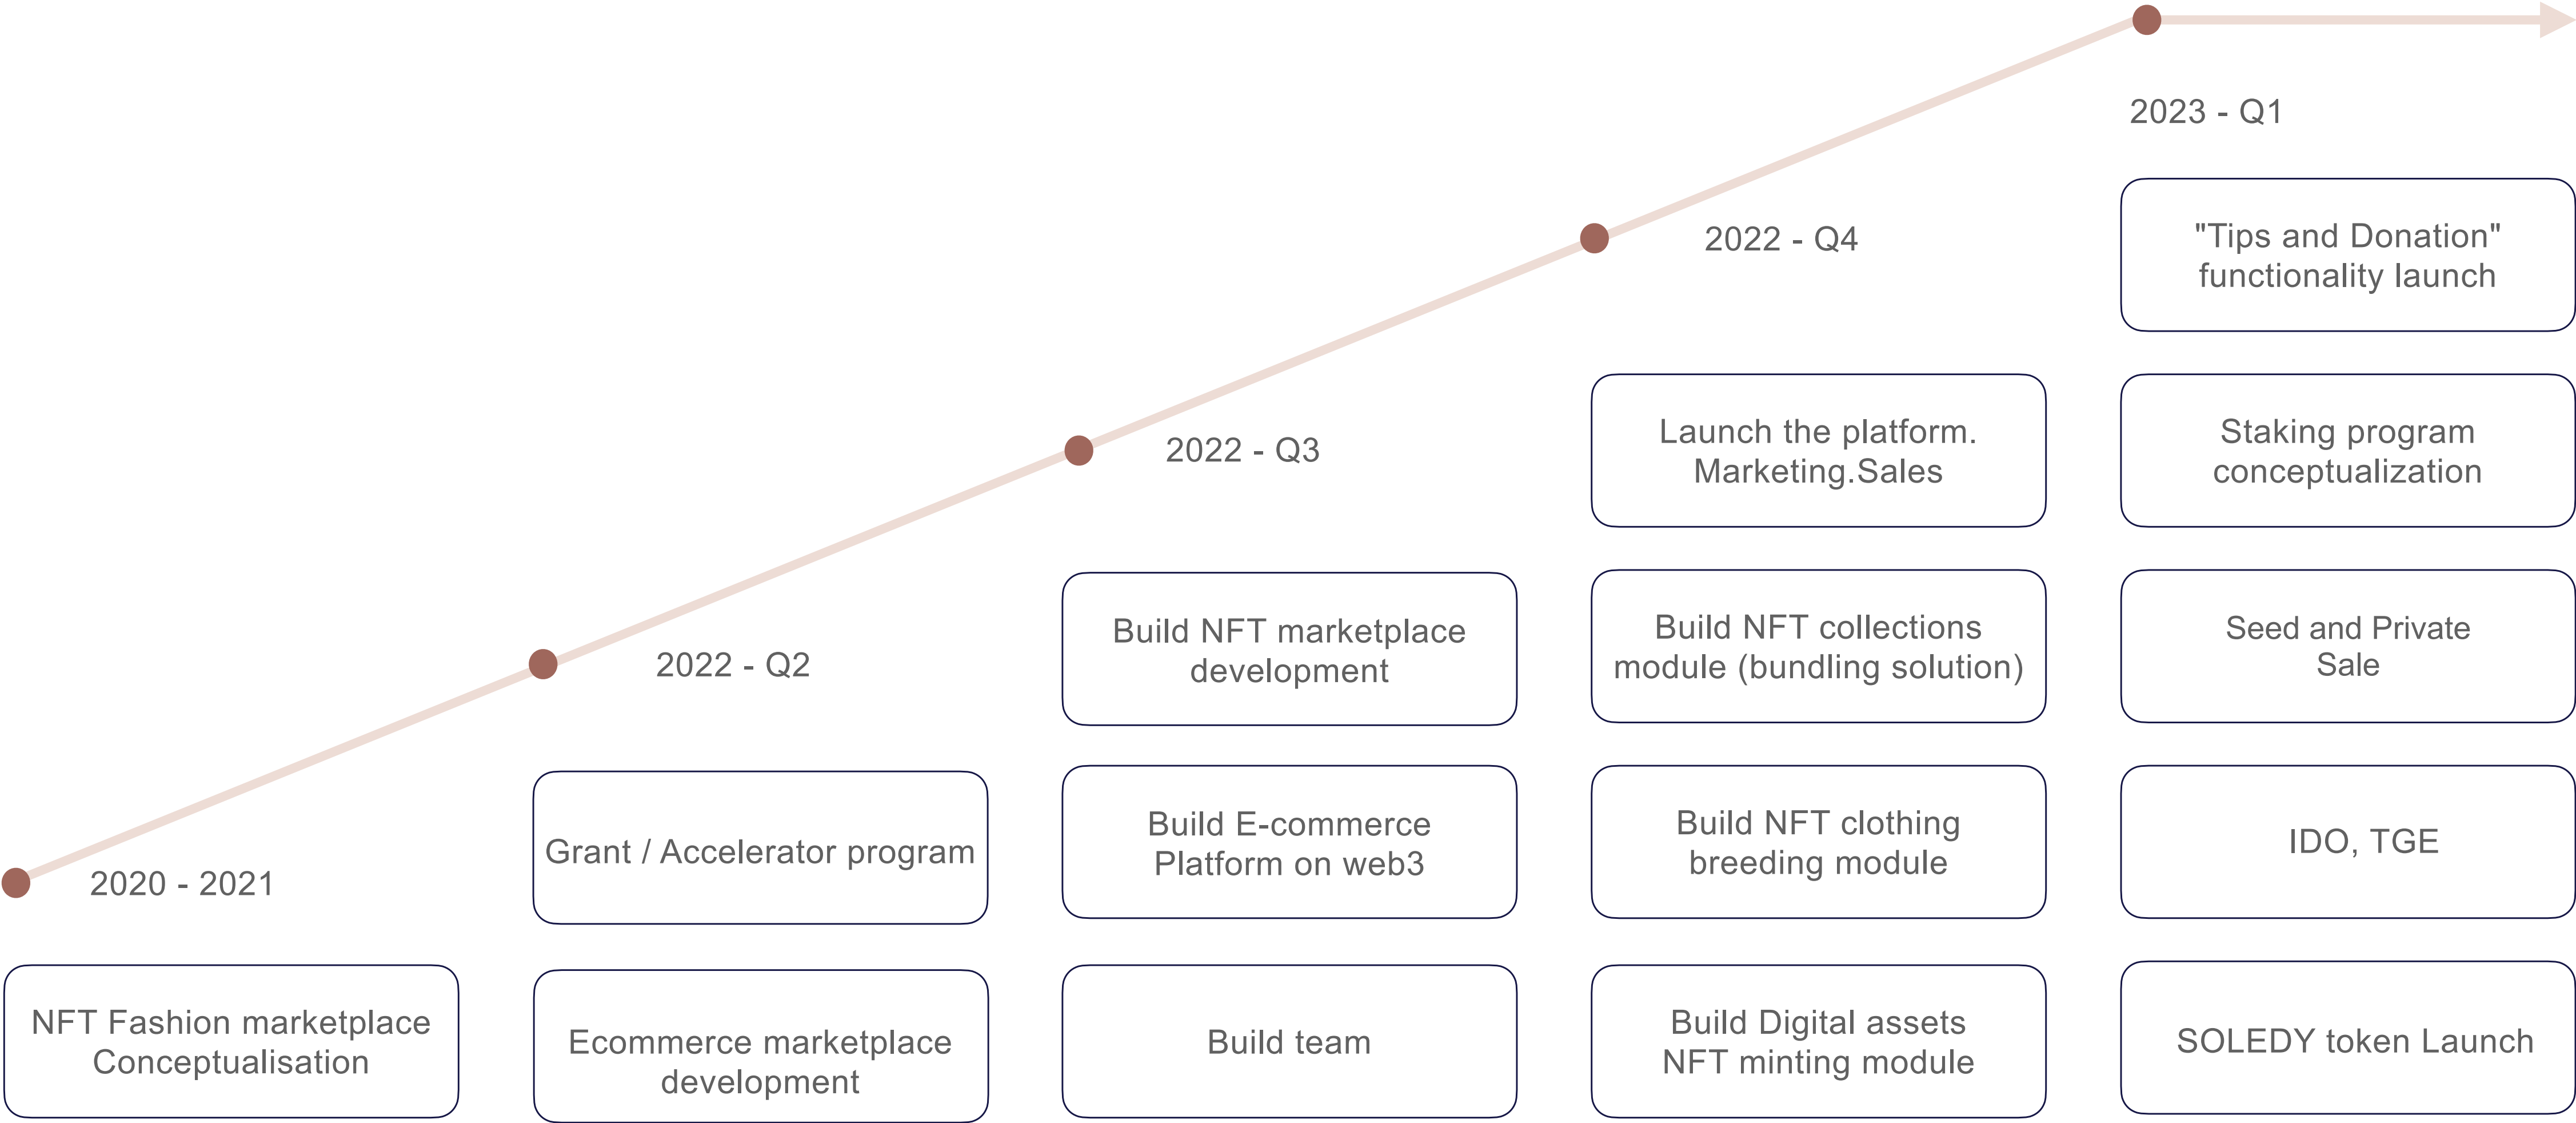 2020 - 2021
NFT Fashion marketplace
Conceptualisation
2022 - Q2
Grant / Accelerator program
Ecommerce marketplace
development
2022 - Q3
Build NFT marketplace
development
Build E-commerce
Platform on web3
Build team
2022 - Q4
Launch the platform.
Marketing.Sales
Build NFT collections
module (bundling solution)
Build NFT clothing
breeding module
Build Digital assets
NFT minting module
2023 - Q1
"Tips and Donation"
functionality launch
Staking program
conceptualization
Seed and Private
Sale
IDO, TGE
SOLEDY token Launch